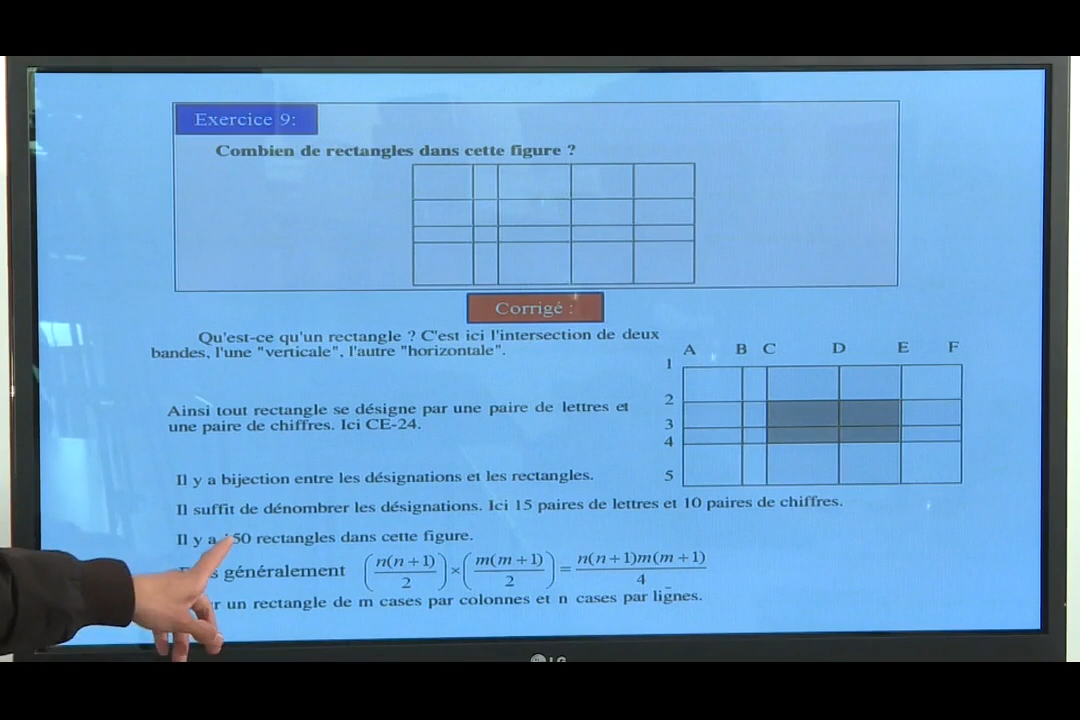 Exercice 9:
Combien de rectangles dans cette figure ?
Corrigé :
Qu'est-ce qu'un rectangle ? C'est ici l'intersection de deux
bandes, l'une "verticale", l'autre "horizontale".
A B C D E F
1
2
3
4
5
Ainsi tout rectangle se désigne par une paire de lettres et
une paire de chiffres. Ici CE-24.
Il y a bijection entre les désignations et les rectangles.
Il suffit de dénombrer les désignations. Ici 15 paires de lettres et 10 paires de chiffres.
Il y a 50 rectangles dans cette figure.
généralement (n(n+1)/2)×(m(m+1)/2)=n(n+1)m(m+1)/4
un rectangle de m cases par colonnes et n cases par lignes.
LG